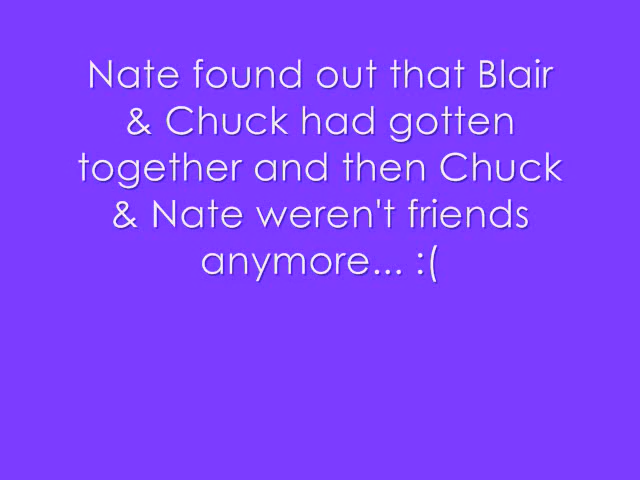 Nate found out that Blair
& Chuck had gotten
together and then Chuck
& Nate weren't friends
anymore... :(